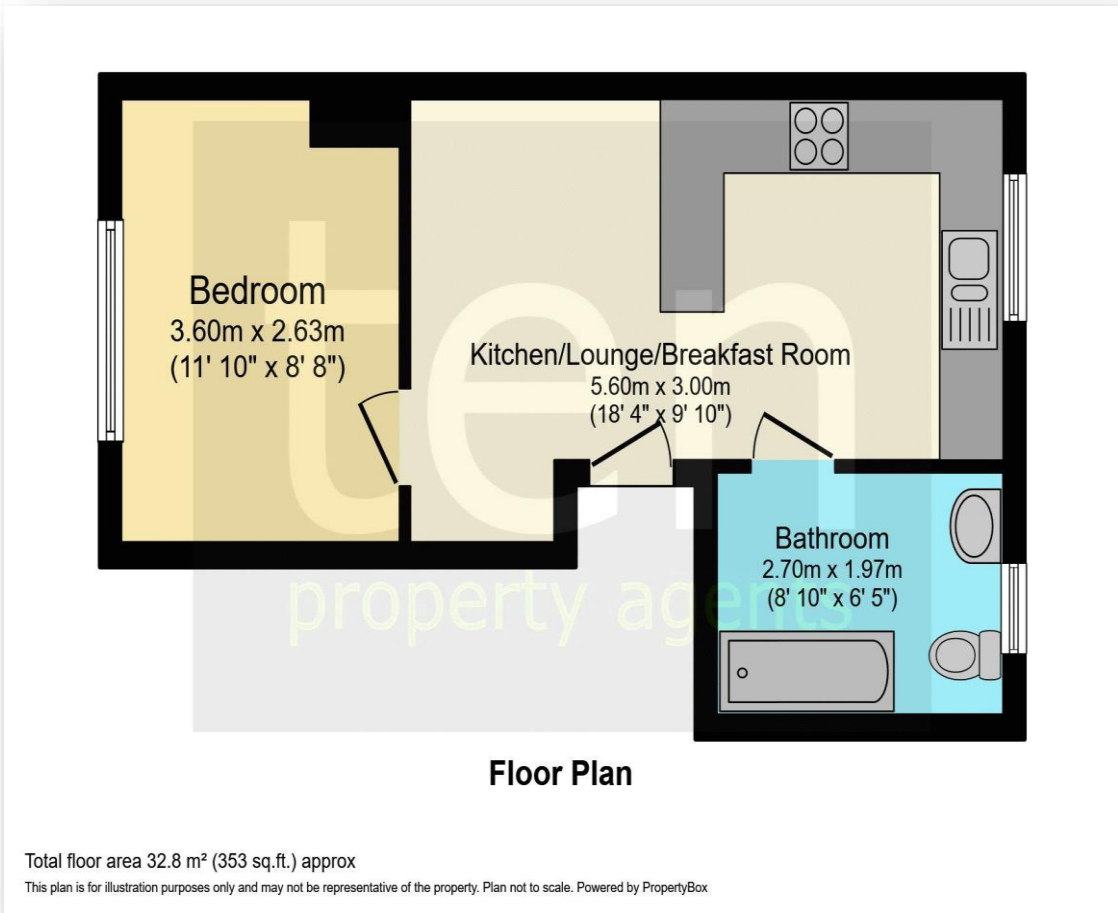 Bedroom
3.60m x 2.63m
(11' 10" x 8' 8")
Kitchen/Lounge/Breakfast Room
5.60m x 3.00m
(18' 4" x 9' 10")
Bathroom
2.70m x 1.97m
(8' 10" x 6' 5")
ten
property agents
Floor Plan
Total floor area 32.8 m² (353 sq.ft.) approx
This plan is for illustration purposes only and may not be representative of the property. Plan not to scale. Powered by PropertyBox